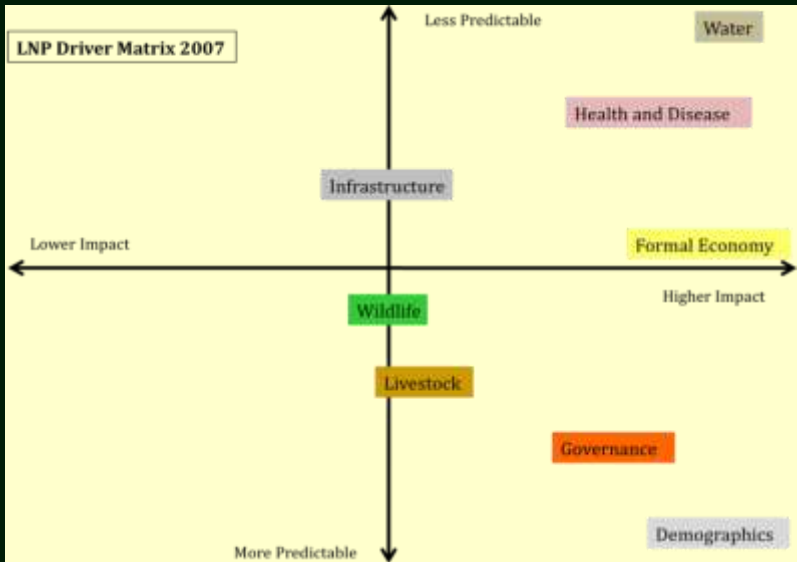 Less Predictable
Water
LNP Driver Matrix 2007
Health and Disease
Infrastructure
Lower Impact
Formal Economy
Higher Impact
Wildlife
Livestock
Governance
Demographics
More Predictable